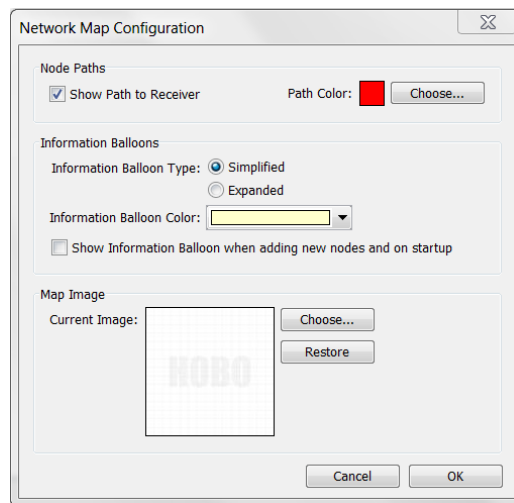 Network Map Configuration
Node Paths
Show Path to Receiver Path Color: Choose...
Information Balloons
Information Balloon Type: Simplified
Expanded
Information Balloon Color:
Show Information Balloon when adding new nodes and on startup
Map Image
Current Image: Choose...
Restore
HOBO
Cancel OK